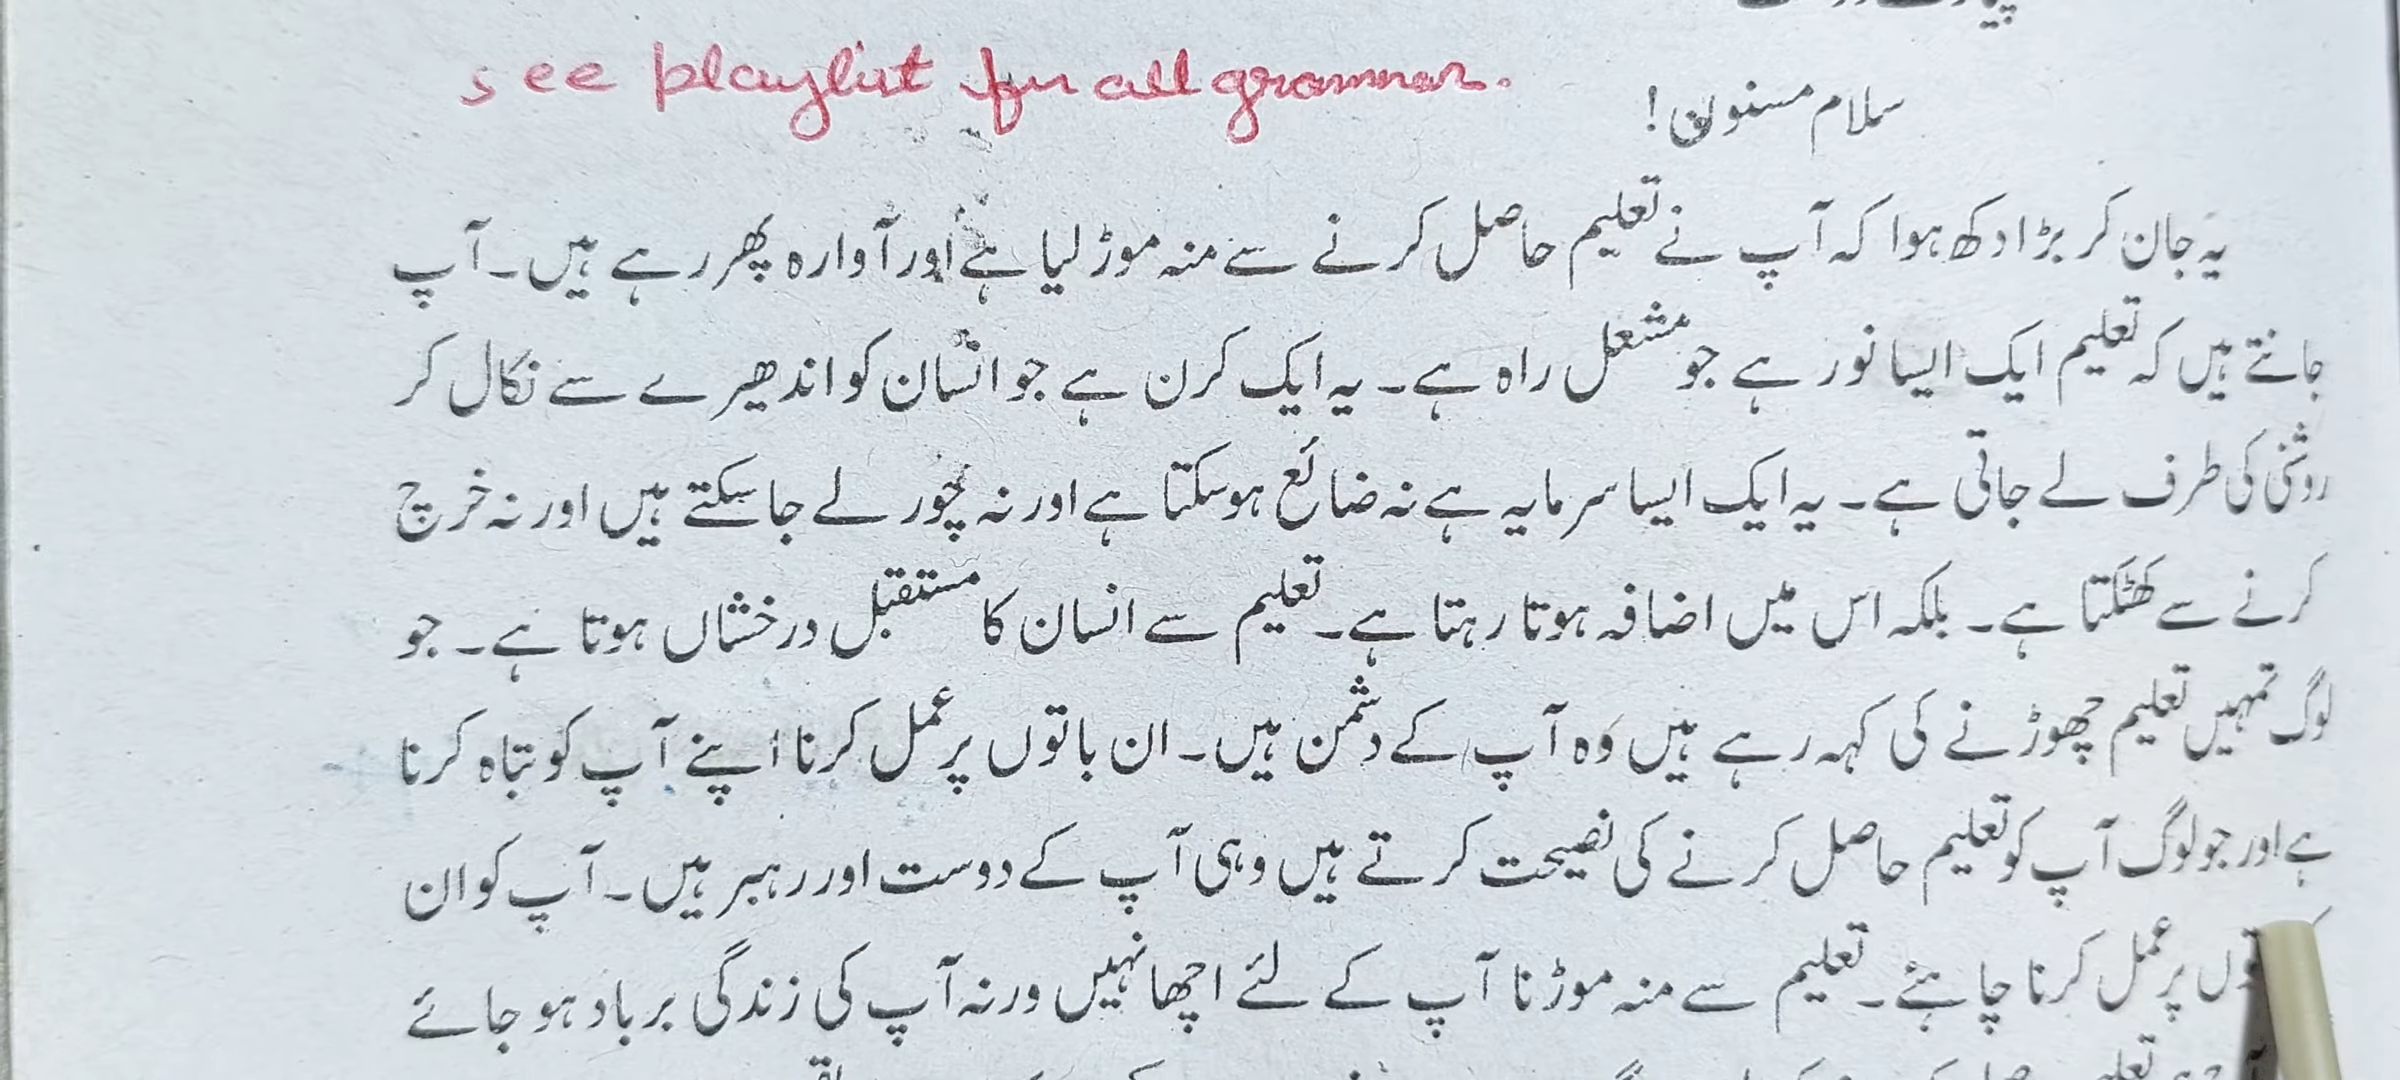 see playlist for all grammar.
سلام مسنون!
یہ جان کر بڑا دکھ ہوا کہ آپ نے تعلیم حاصل کرنے سے منہ موڑ لیا ہے اور آوارہ پھر رہے ہیں۔ آپ
جانتے ہیں کہ تعلیم ایک ایسا نور ہے جو مشعل راہ ہے۔ یہ ایک کرن ہے جو انسان کو اندھیرے سے نکال کر
روشنی کی طرف لے جاتی ہے۔ یہ ایک ایسا سرمایہ ہے نہ ضائع ہوسکتا ہے اور نہ چور لے جاسکتے ہیں اور نہ خرچ
کرنے سے گھٹکتا ہے۔ بلکہ اس میں اضافہ ہوتا رہتا ہے۔ تعلیم سے انسان کا مستقبل درخشاں ہوتا ہے۔ جو
لوگ تمہیں تعلیم چھوڑنے کی کہہ رہے ہیں وہ آپ کے دشمن ہیں۔ ان باتوں پر عمل کرنا اپنے آپ کو تباہ کرنا
ہے اور جو لوگ آپ کو تعلیم حاصل کرنے کی نصیحت کرتے ہیں وہی آپ کے دوست اور رہبر ہیں۔ آپ کو ان
پر عمل کرنا چاہئے۔ تعلیم سے منہ موڑنا آپ کے لئے اچھا نہیں ورنہ آپ کی زندگی برباد ہو جائے